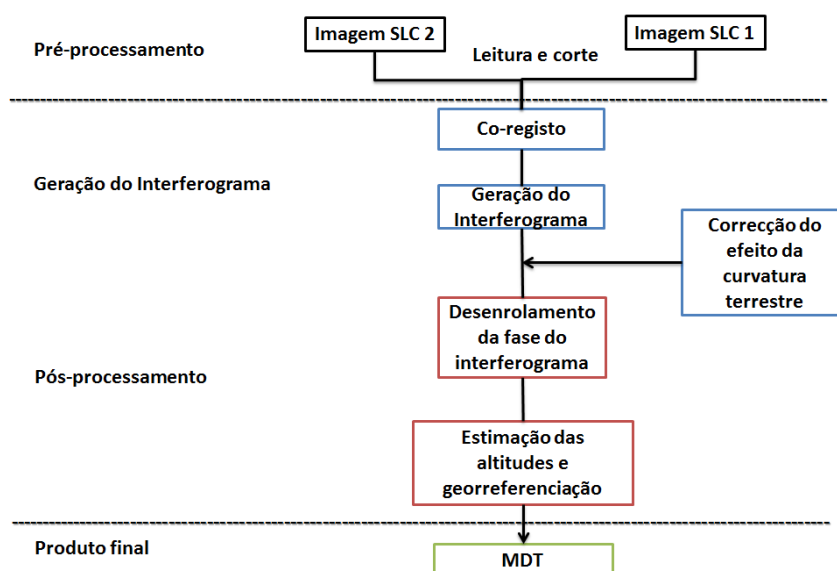 Imagem SLC 2
Imagem SLC 1
Pré-processamento
Leitura e corte
Co-registo
Geração do Interferograma
Geração do
Interferograma
Correcção do
efeito da
curvatura
terrestre
Desenrolamento
da fase do
interferograma
Pós-processamento
Estimação das
altitudes e
georreferenciação
Produto final
MDT